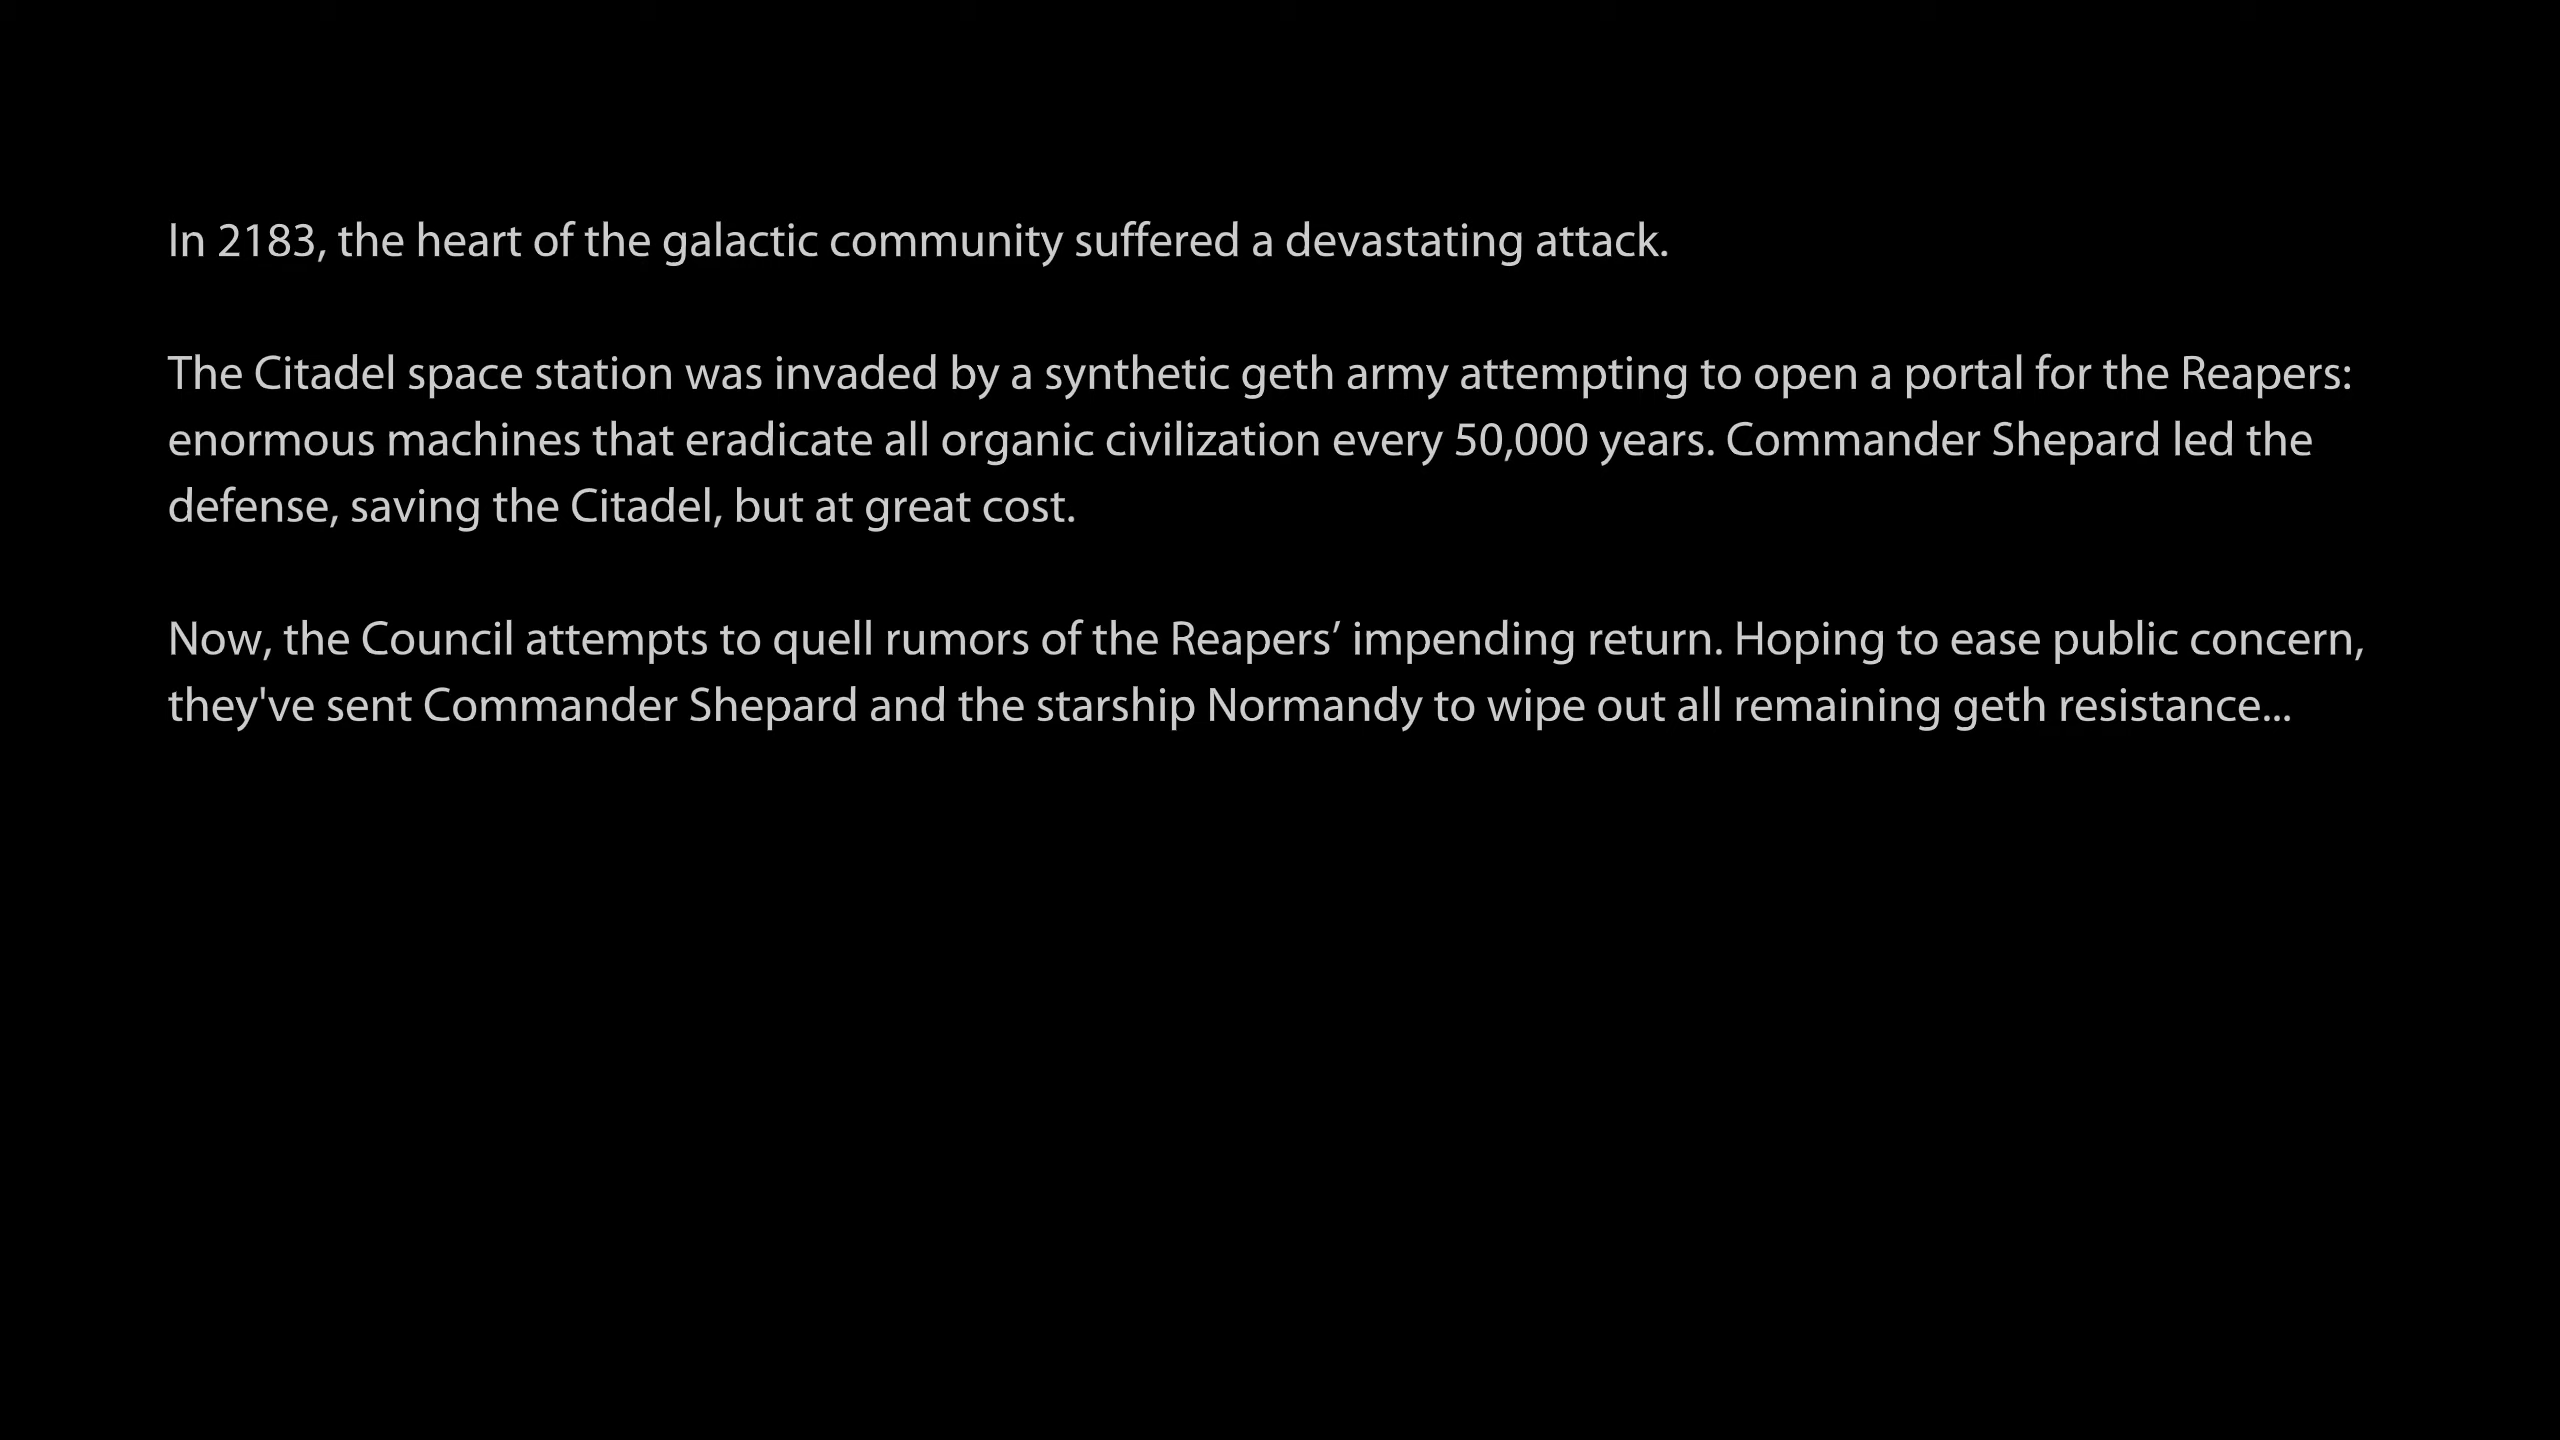 In 2183, the heart of the galactic community suffered a devastating attack.
The Citadel space station was invaded by a synthetic geth army attempting to open a portal for the Reapers:
enormous machines that eradicate all organic civilization every 50,000 years. Commander Shepard led the
defense, saving the Citadel, but at great cost.
Now, the Council attempts to quell rumors of the Reapers’ impending return. Hoping to ease public concern,
they've sent Commander Shepard and the starship Normandy to wipe out all remaining geth resistance...